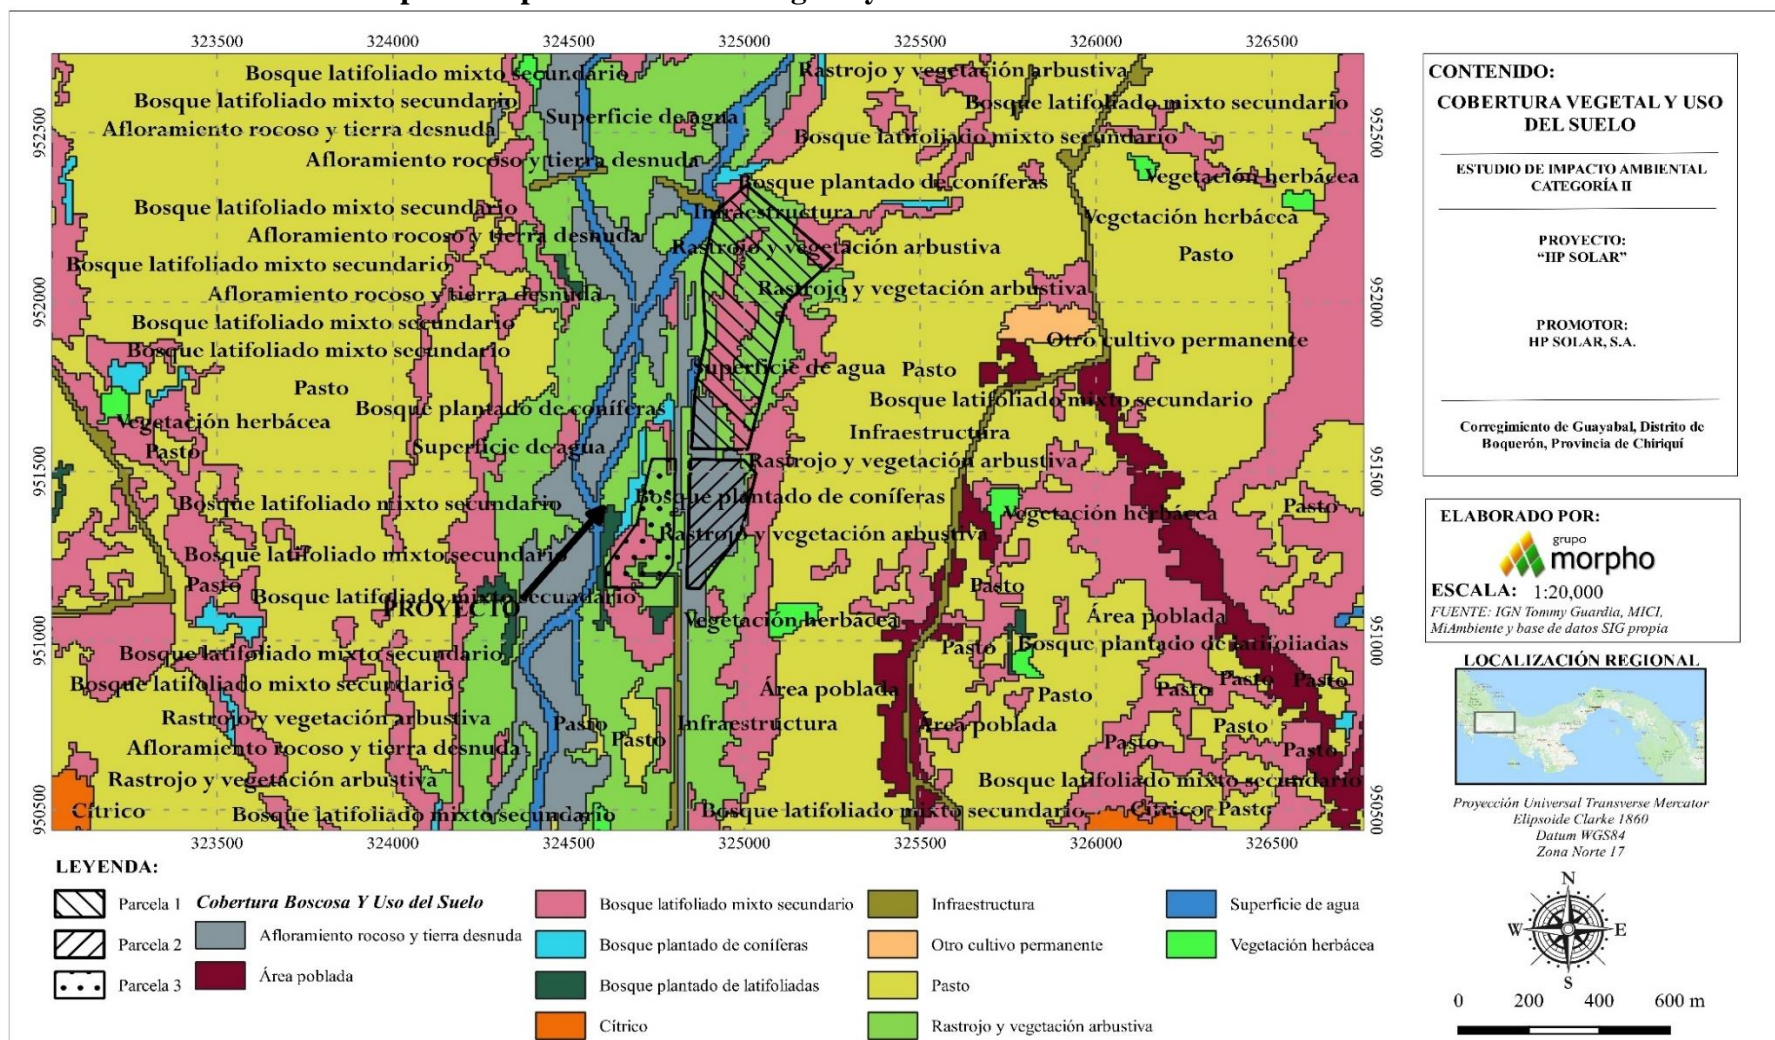 323500 324000 324500 325000 325500 326000 326500
952500
952000
951500
951000
950500
Bosque latifoliado mixto secundario
Rastrojo y vegetación arbustiva
Bosque latifoliado mixto secundario
Bosque latifoliado mixto secundario
Afloramiento rocoso y tierra desnuda
Superficie de agua
Bosque latifoliado mixto secundario
Afloramiento rocoso y tierra desnuda
Bosque plantado de coníferas
Vegetación herbácea
Bosque latifoliado mixto secundario
Infraestructura
Vegetación herbácea
Afloramiento rocoso y tierra desnuda
Rastrojo y vegetación arbustiva
Pasto
Bosque latifoliado mixto secundario
Afloramiento rocoso y tierra desnuda
Rastrojo y vegetación arbustiva
Bosque latifoliado mixto secundario
Otro cultivo permanente
Bosque latifoliado mixto secundario
Superficie de agua
Pasto
Pasto
Bosque plantado de coníferas
Bosque latifoliado mixto secundario
Vegetación herbácea
Infraestructura
Pasto
Superficie de agua
Rastrojo y vegetación arbustiva
Bosque latifoliado mixto secundario
Bosque plantado de coníferas
Vegetación herbácea
Pasto
Bosque latifoliado mixto secundario
Rastrojo y vegetación arbustiva
Pasto
Bosque latifoliado mixto secundario
Pasto
PROYECTO
Vegetación herbácea
Área poblada
Bosque latifoliado mixto secundario
Pasto
Bosque plantado de latifoliadas
Bosque latifoliado mixto secundario
Área poblada
Pasto
Pasto
Pasto
Pasto
Rastrojo y vegetación arbustiva
Pasto
Infraestructura
Área poblada
Pasto
Afloramiento rocoso y tierra desnuda
Pasto
Pasto
Pasto
Rastrojo y vegetación arbustiva
Bosque latifoliado mixto secundario
Cítrico
Bosque latifoliado mixto secundario
Bosque latifoliado mixto secundario
Cítrico
Pasto
952500
952000
951500
951000
950500
323500 324000 324500 325000 325500 326000 326500
LEYENDA:
Parcela 1
Parcela 2
Parcela 3
Cobertura Boscosa Y Uso del Suelo
Afloramiento rocoso y tierra desnuda
Área poblada
Bosque latifoliado mixto secundario
Bosque plantado de coníferas
Bosque plantado de latifoliadas
Cítrico
Infraestructura
Otro cultivo permanente
Pasto
Rastrojo y vegetación arbustiva
Superficie de agua
Vegetación herbácea
CONTENIDO:
COBERTURA VEGETAL Y USO
DEL SUELO
ESTUDIO DE IMPACTO AMBIENTAL
CATEGORÍA II
PROYECTO:
“HP SOLAR”
PROMOTOR:
HP SOLAR, S.A.
Corregimiento de Guayabal, Distrito de
Boquerón, Provincia de Chiriquí
ELABORADO POR:
grupo
morpho
ESCALA: 1:20,000
FUENTE: IGN Tommy Guardia, MICI,
MiAmbiente y base de datos SIG propia
LOCALIZACIÓN REGIONAL
Proyección Universal Transverse Mercator
Elipsoide Clarke 1860
Datum WGS84
Zona Norte 17
N
W E
S
0 200 400 600 m